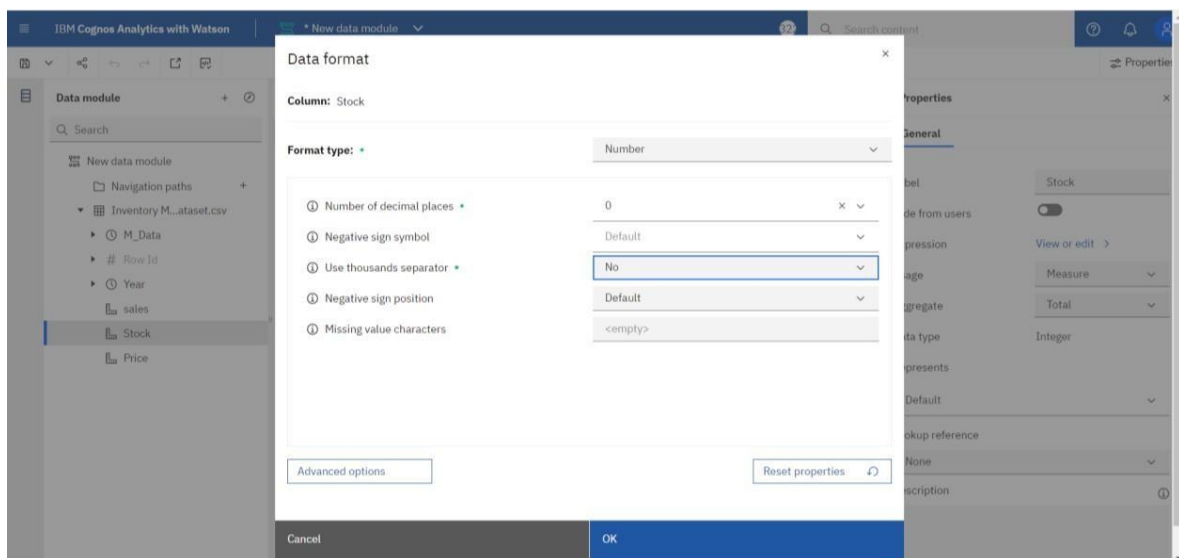 IBM Cognos Analytics with Watson
* New data module
Search content
Properties
Data module
Search
New data module
Navigation paths
Inventory M...ataset.csv
M_Data
# Row Id
Year
sales
Stock
Price
Data format
Column: Stock
Format type: Number
Number of decimal places 0
Negative sign symbol Default
Use thousands separator No
Negative sign position Default
Missing value characters <empty>
Advanced options
Reset properties
Cancel
OK
Properties
General
bel Stock
de from users
pression View or edit >
age Measure
gregate Total
ta type Integer
presents
Default
okup reference
None
scription